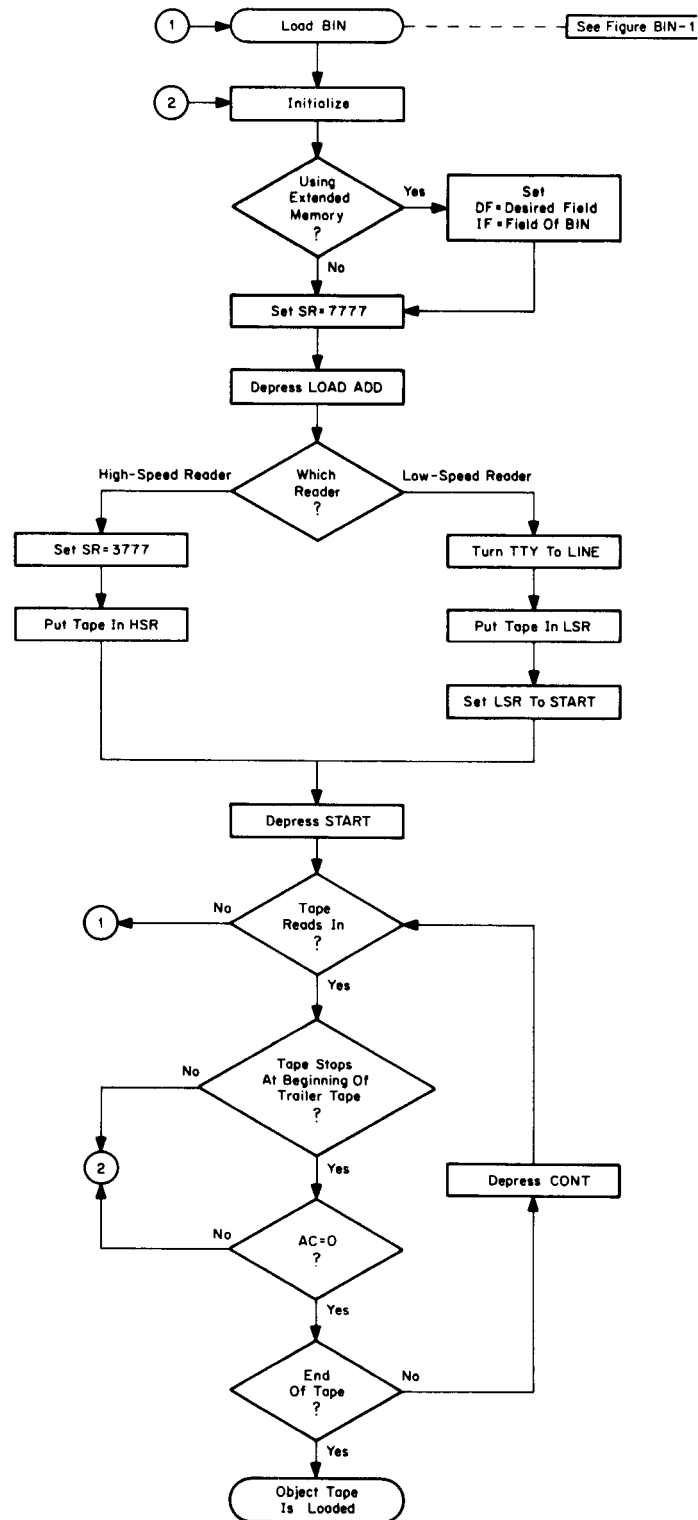 1
Load BIN
See Figure BIN-1
2
Initialize
Using
Extended
Memory
?
Yes
Set
DF=Desired Field
IF=Field Of BIN
No
Set SR=7777
Depress LOAD ADD
High-Speed Reader
Which
Reader
?
Low-Speed Reader
Set SR=3777
Turn TTY To LINE
Put Tape In HSR
Put Tape In LSR
Set LSR To START
Depress START
No
1
Tape
Reads In
?
Yes
No
Tape Stops
At Beginning Of
Trailer Tape
?
2
Yes
Depress CONT
No
AC=0
?
Yes
End
Of Tape
?
No
Yes
Object Tape
Is Loaded